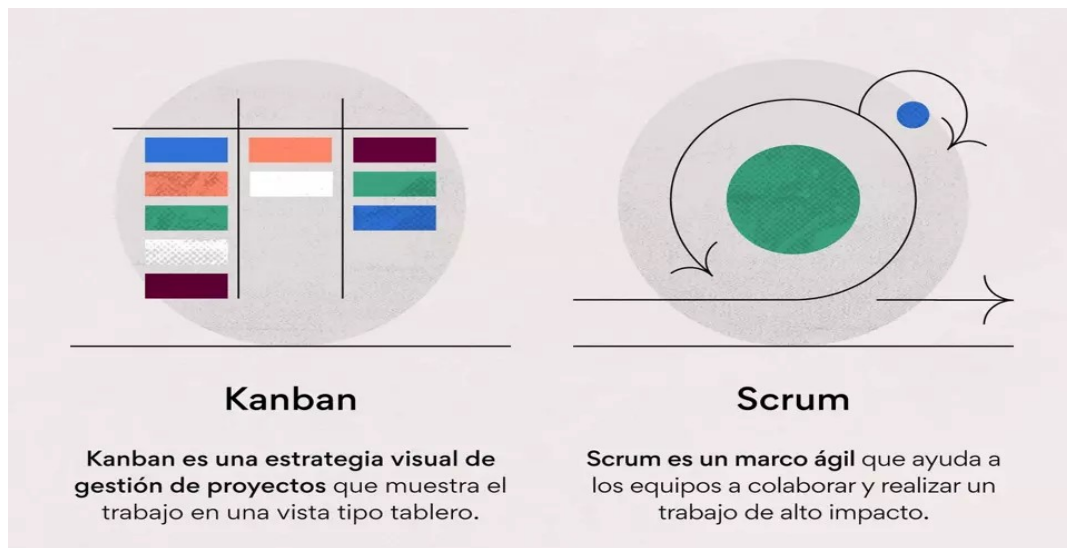 Kanban
Kanban es una estrategia visual de
gestión de proyectos que muestra el
trabajo en una vista tipo tablero.
Scrum
Scrum es un marco ágil que ayuda a
los equipos a colaborar y realizar un
trabajo de alto impacto.